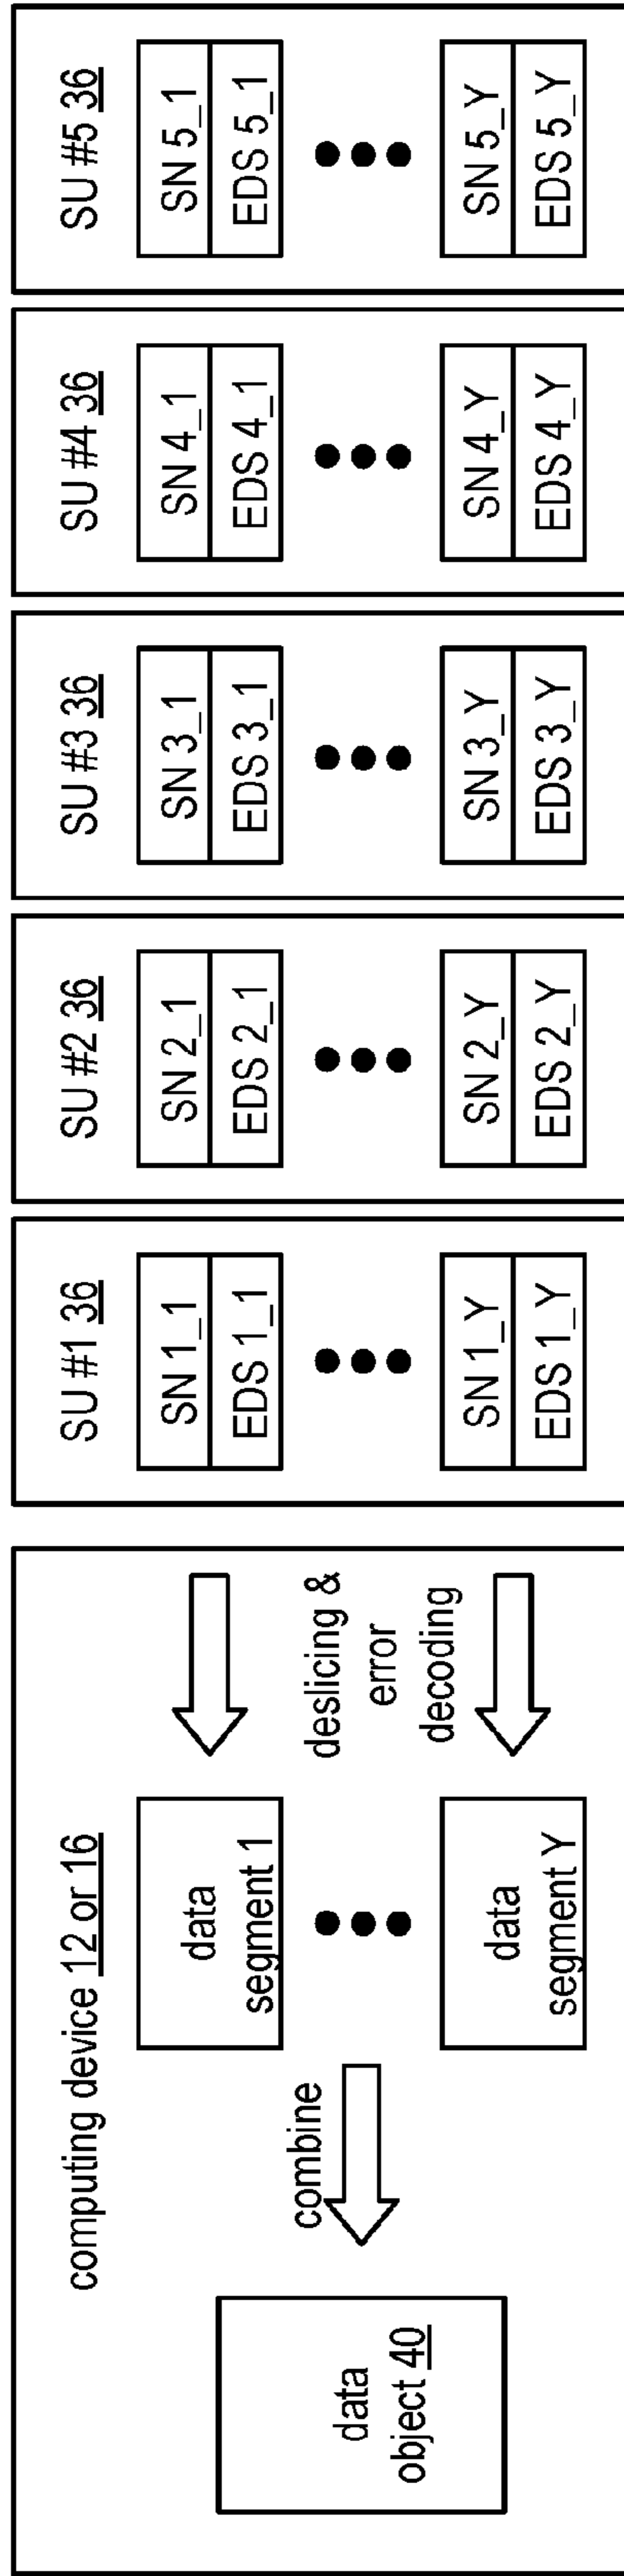 computing device 12 or 16
data
object 40
combine
data
segment 1
data
segment Y
deslicing &
error
decoding
SU #1 36
SN 1_1
EDS 1_1
SN 1_Y
EDS 1_Y
SU #2 36
SN 2_1
EDS 2_1
SN 2_Y
EDS 2_Y
SU #3 36
SN 3_1
EDS 3_1
SN 3_Y
EDS 3_Y
SU #4 36
SN 4_1
EDS 4_1
SN 4_Y
EDS 4_Y
SU #5 36
SN 5_1
EDS 5_1
SN 5_Y
EDS 5_Y